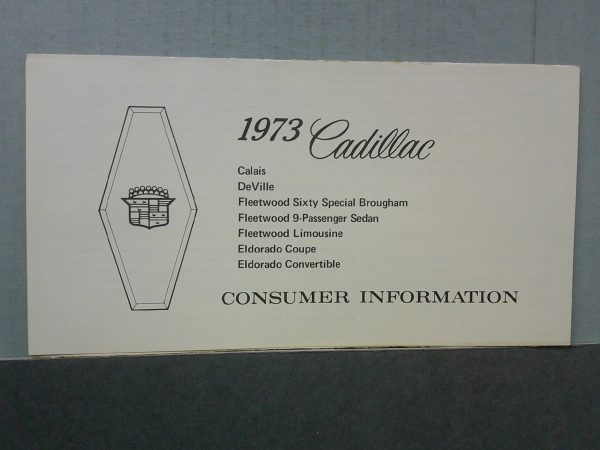 1973 Cadillac
Calais
DeVille
Fleetwood Sixty Special Brougham
Fleetwood 9-Passenger Sedan
Fleetwood Limousine
Eldorado Coupe
Eldorado Convertible
CONSUMER INFORMATION